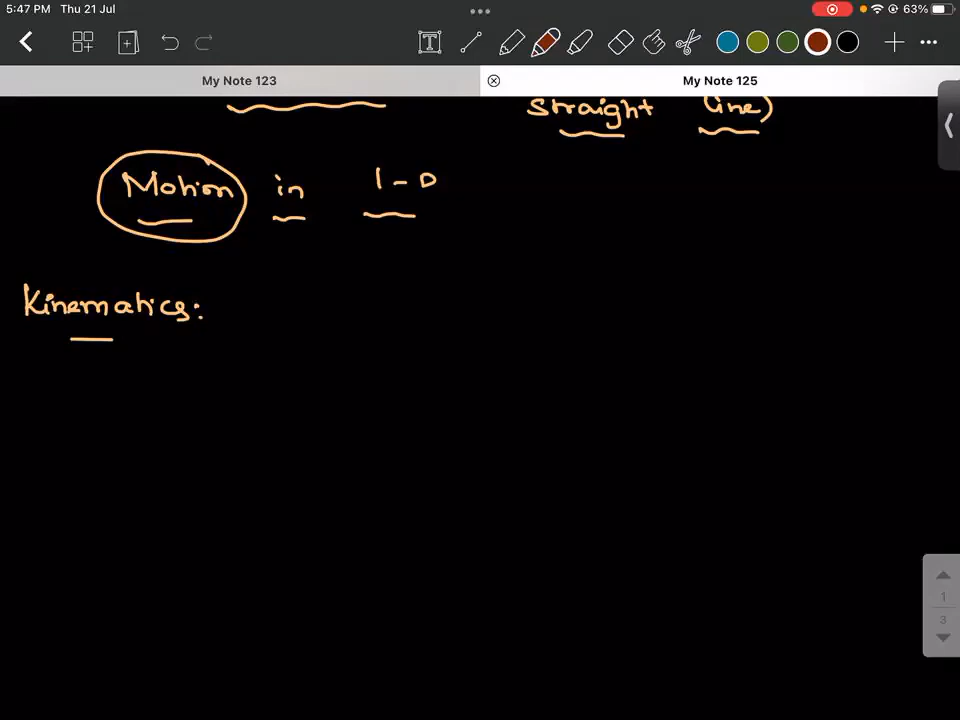 5:47 PM Thu 21 Jul 63%
My Note 123 My Note 125
straight line)
Motion in 1-D
Kinematics:
1
3